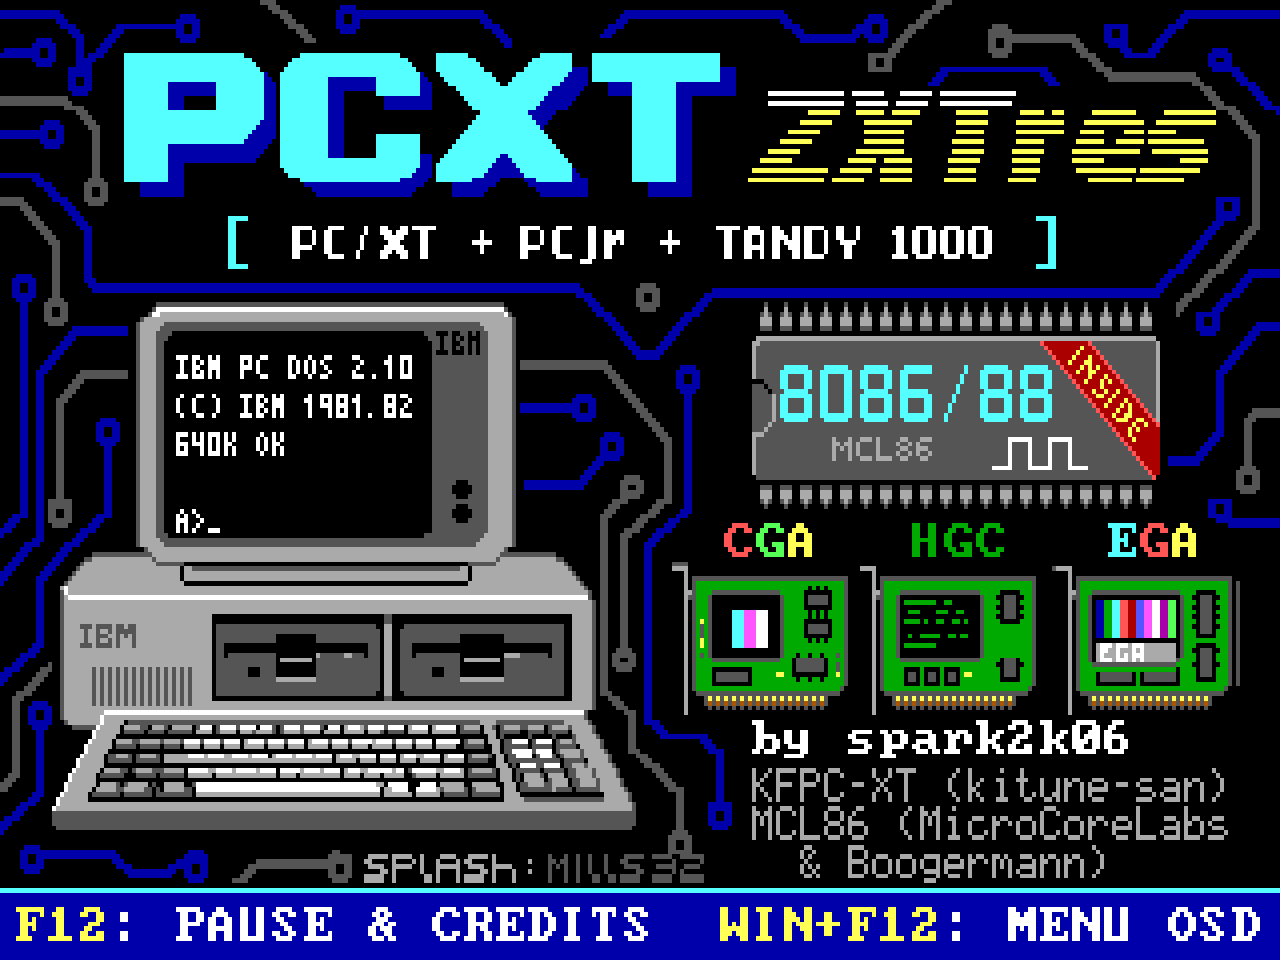 PCXT
ZXTres
[ PC/XT + PCJr + TANDY 1000 ]
IBM
IBM PC DOS 2.10
(C) IBM 1981.82
640K OK
A>_
IBM
8086/88
INSIDE
MCL86
CGA HGC EGA
EGA
by spark2k06
KFPC-XT (kitune-san)
MCL86 (MicroCoreLabs
& Boogermann)
SPLASH: MILLS32
F12: PAUSE & CREDITS WIN+F12: MENU OSD